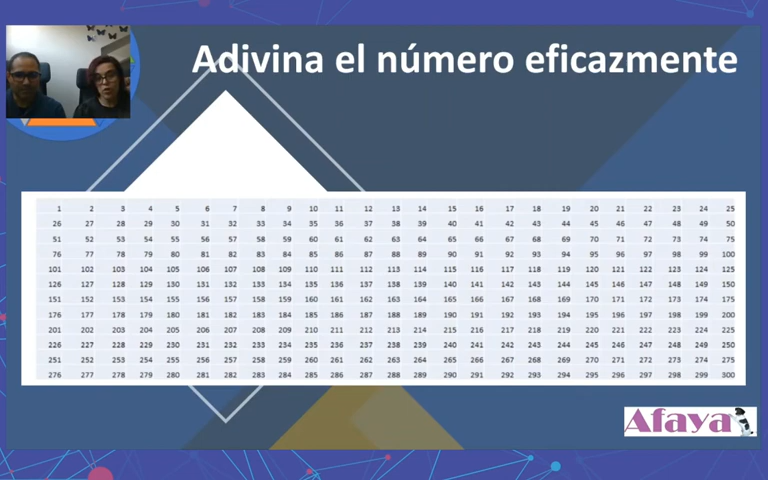 Adivina el número eficazmente
1 2 3 4 5 6 7 8 9 10 11 12 13 14 15 16 17 18 19 20 21 22 23 24 25
26 27 28 29 30 31 32 33 34 35 36 37 38 39 40 41 42 43 44 45 46 47 48 49 50
51 52 53 54 55 56 57 58 59 60 61 62 63 64 65 66 67 68 69 70 71 72 73 74 75
76 77 78 79 80 81 82 83 84 85 86 87 88 89 90 91 92 93 94 95 96 97 98 99 100
101 102 103 104 105 106 107 108 109 110 111 112 113 114 115 116 117 118 119 120 121 122 123 124 125
126 127 128 129 130 131 132 133 134 135 136 137 138 139 140 141 142 143 144 145 146 147 148 149 150
151 152 153 154 155 156 157 158 159 160 161 162 163 164 165 166 167 168 169 170 171 172 173 174 175
176 177 178 179 180 181 182 183 184 185 186 187 188 189 190 191 192 193 194 195 196 197 198 199 200
201 202 203 204 205 206 207 208 209 210 211 212 213 214 215 216 217 218 219 220 221 222 223 224 225
226 227 228 229 230 231 232 233 234 235 236 237 238 239 240 241 242 243 244 245 246 247 248 249 250
251 252 253 254 255 256 257 258 259 260 261 262 263 264 265 266 267 268 269 270 271 272 273 274 275
276 277 278 279 280 281 282 283 284 285 286 287 288 289 290 291 292 293 294 295 296 297 298 299 300
Afaya